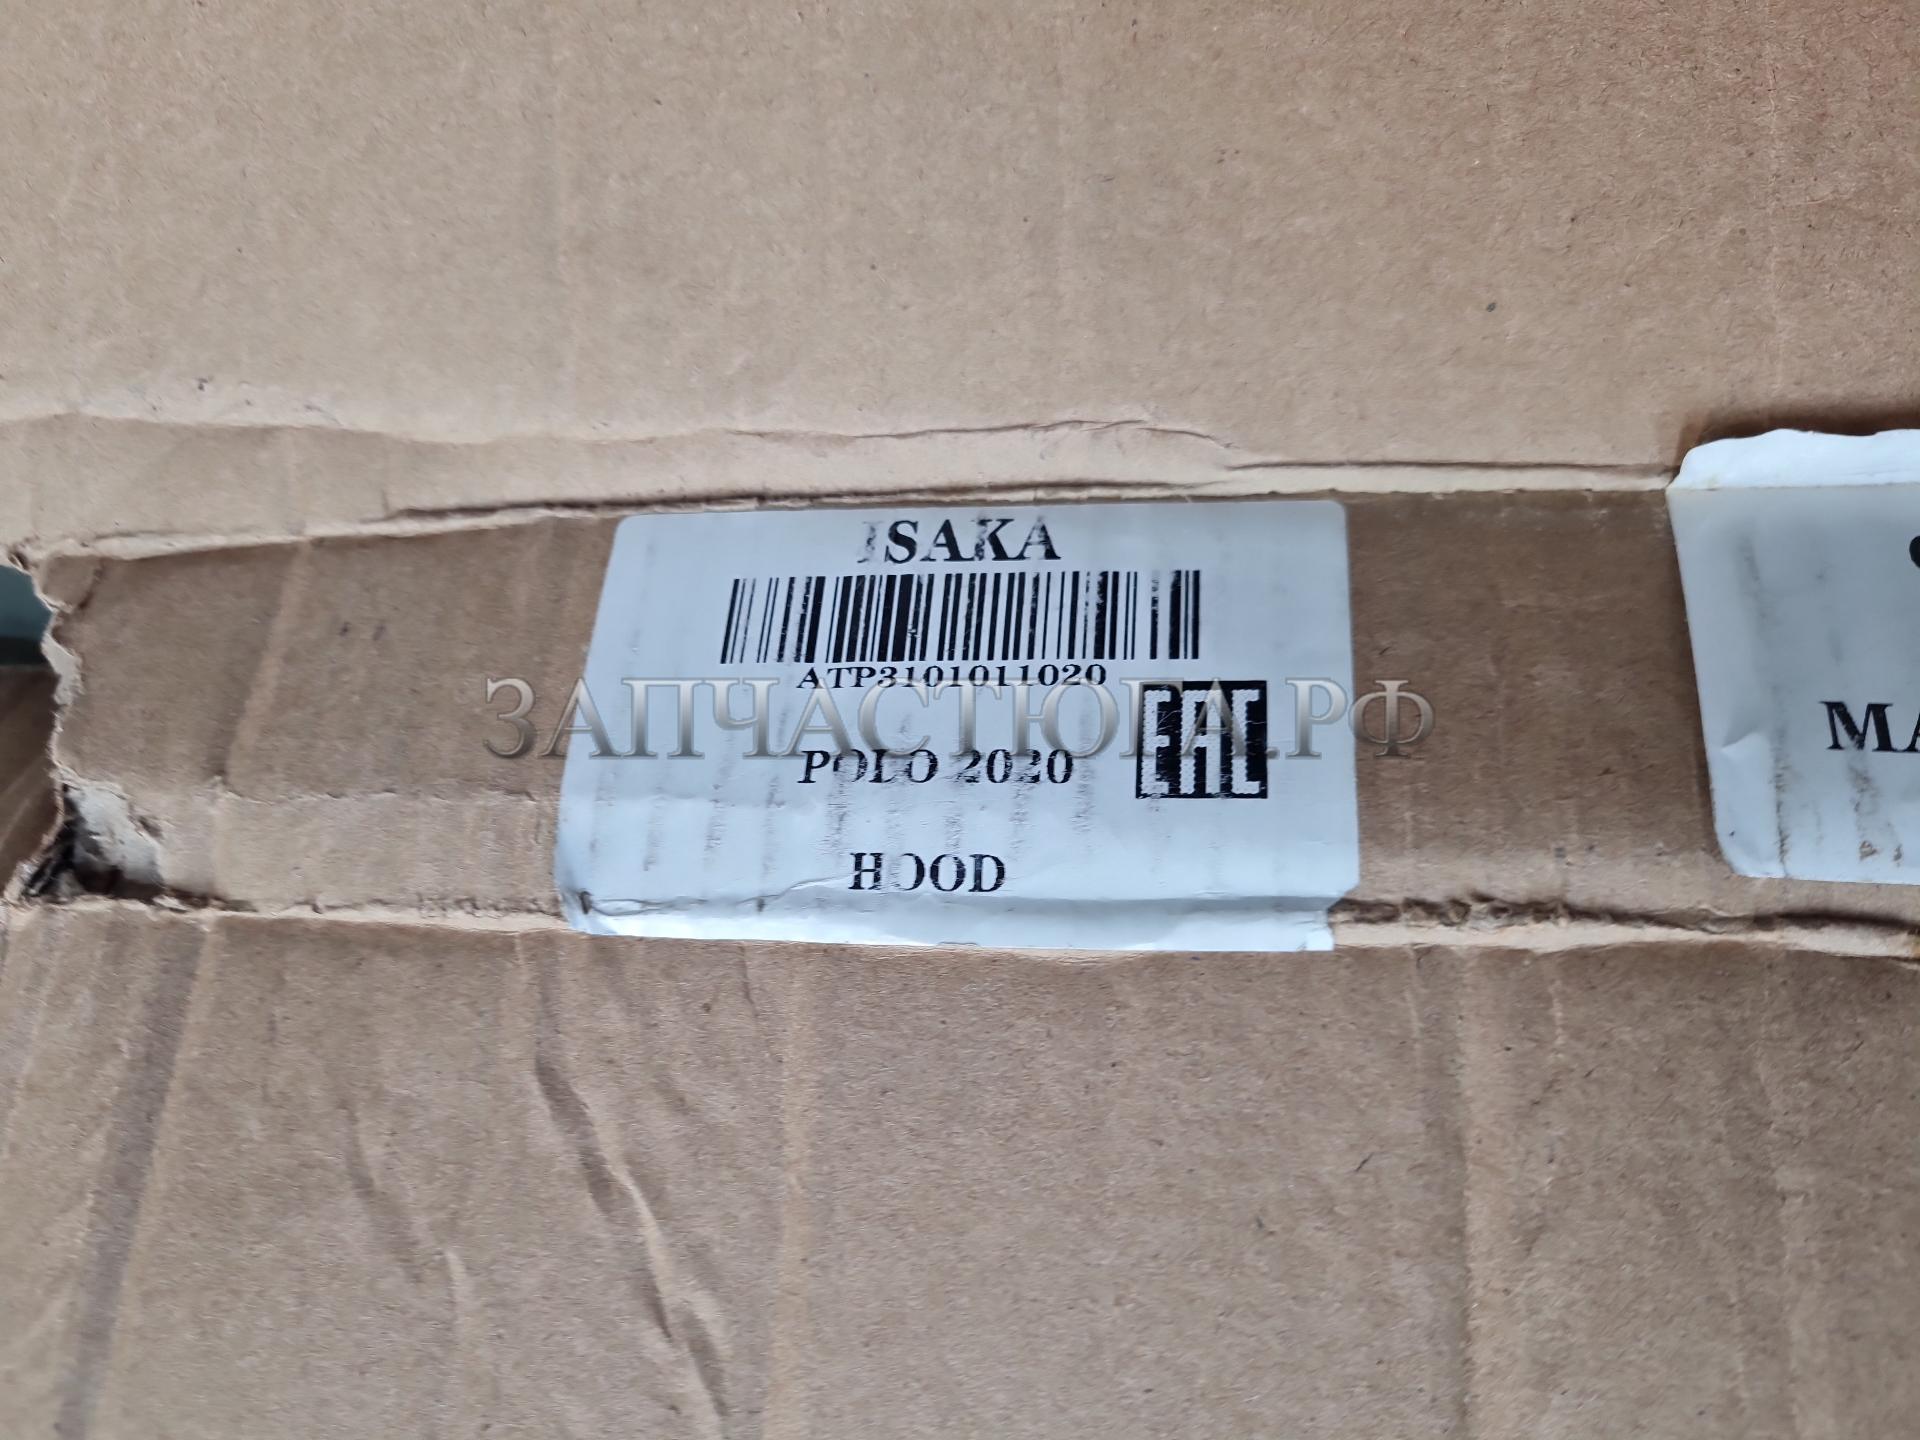 ISAKA
ATP3101011020
ЗАПЧАСТЮГА.РФ
POLO 2020
EAC
HOOD
MA